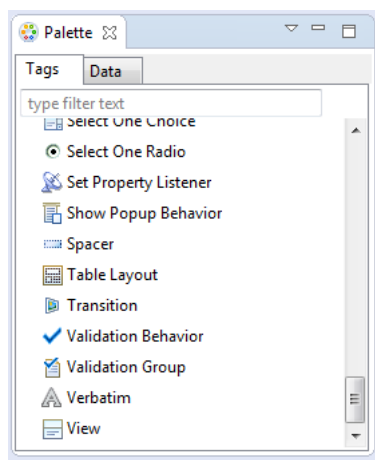 Palette
Tags Data
type filter text
Select One Choice
Select One Radio
Set Property Listener
Show Popup Behavior
Spacer
Table Layout
Transition
Validation Behavior
Validation Group
Verbatim
View